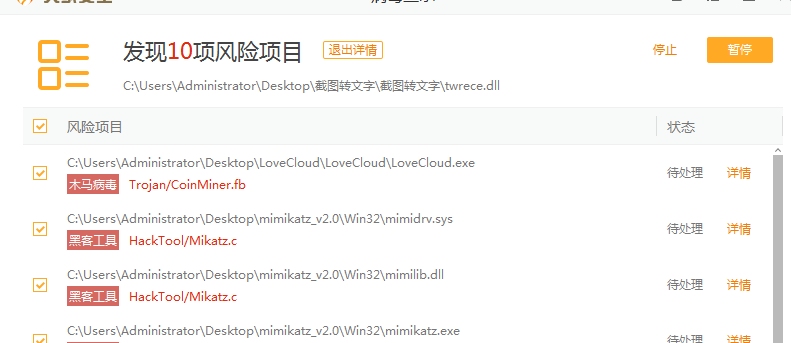 发现10项风险项目 退出详情 停止 暂停
C:\Users\Administrator\Desktop\截图转文字\截图转文字\twrece.dll
风险项目 状态
C:\Users\Administrator\Desktop\LoveCloud\LoveCloud\LoveCloud.exe
木马病毒 Trojan/CoinMiner.fb 待处理 详情
C:\Users\Administrator\Desktop\mimikatz_v2.0\Win32\mimidrv.sys
黑客工具 HackTool/Mikatz.c 待处理 详情
C:\Users\Administrator\Desktop\mimikatz_v2.0\Win32\mimilib.dll
黑客工具 HackTool/Mikatz.c 待处理 详情
C:\Users\Administrator\Desktop\mimikatz_v2.0\Win32\mimikatz.exe
待处理 详情